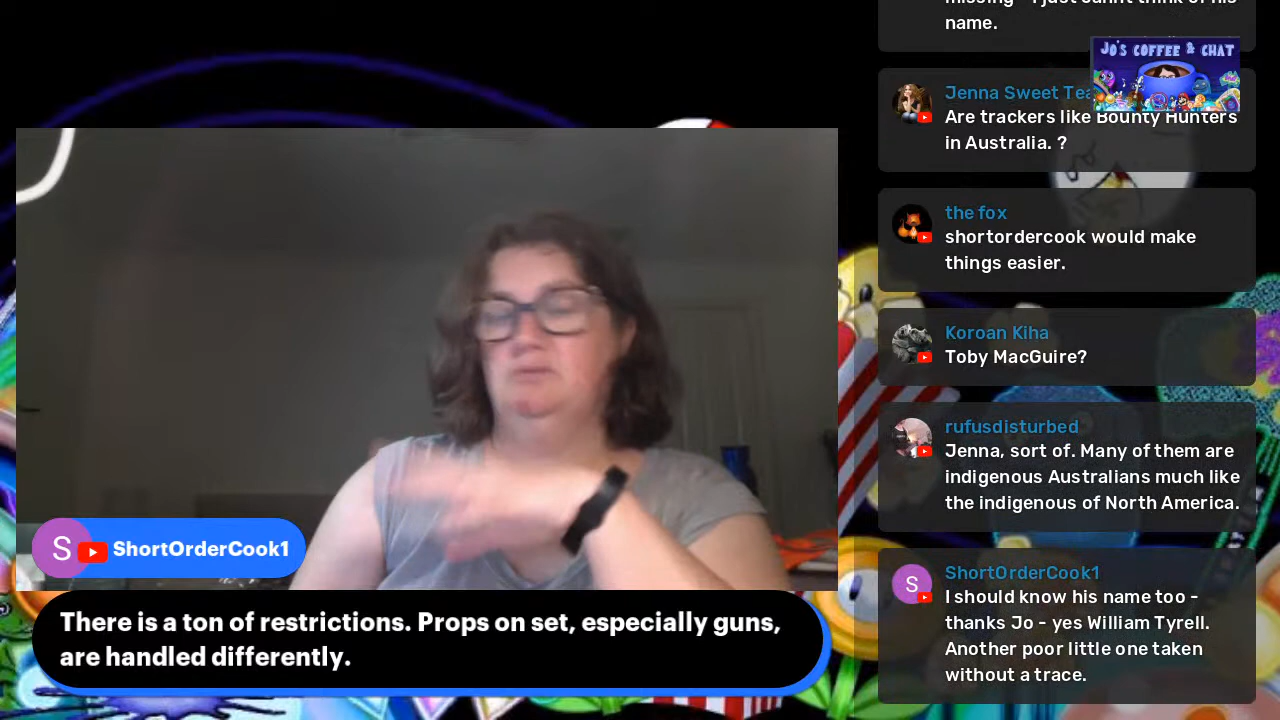 name.
JO'S COFFEE & CHAT
Jenna Sweet Tea
Are trackers like Bounty Hunters
in Australia. ?
the fox
shortordercook would make
things easier.
Koroan Kiha
Toby MacGuire?
rufusdisturbed
Jenna, sort of. Many of them are
indigenous Australians much like
the indigenous of North America.
S
ShortOrderCook1
I should know his name too -
thanks Jo - yes William Tyrell.
Another poor little one taken
without a trace.
S ShortOrderCook1
There is a ton of restrictions. Props on set, especially guns,
are handled differently.